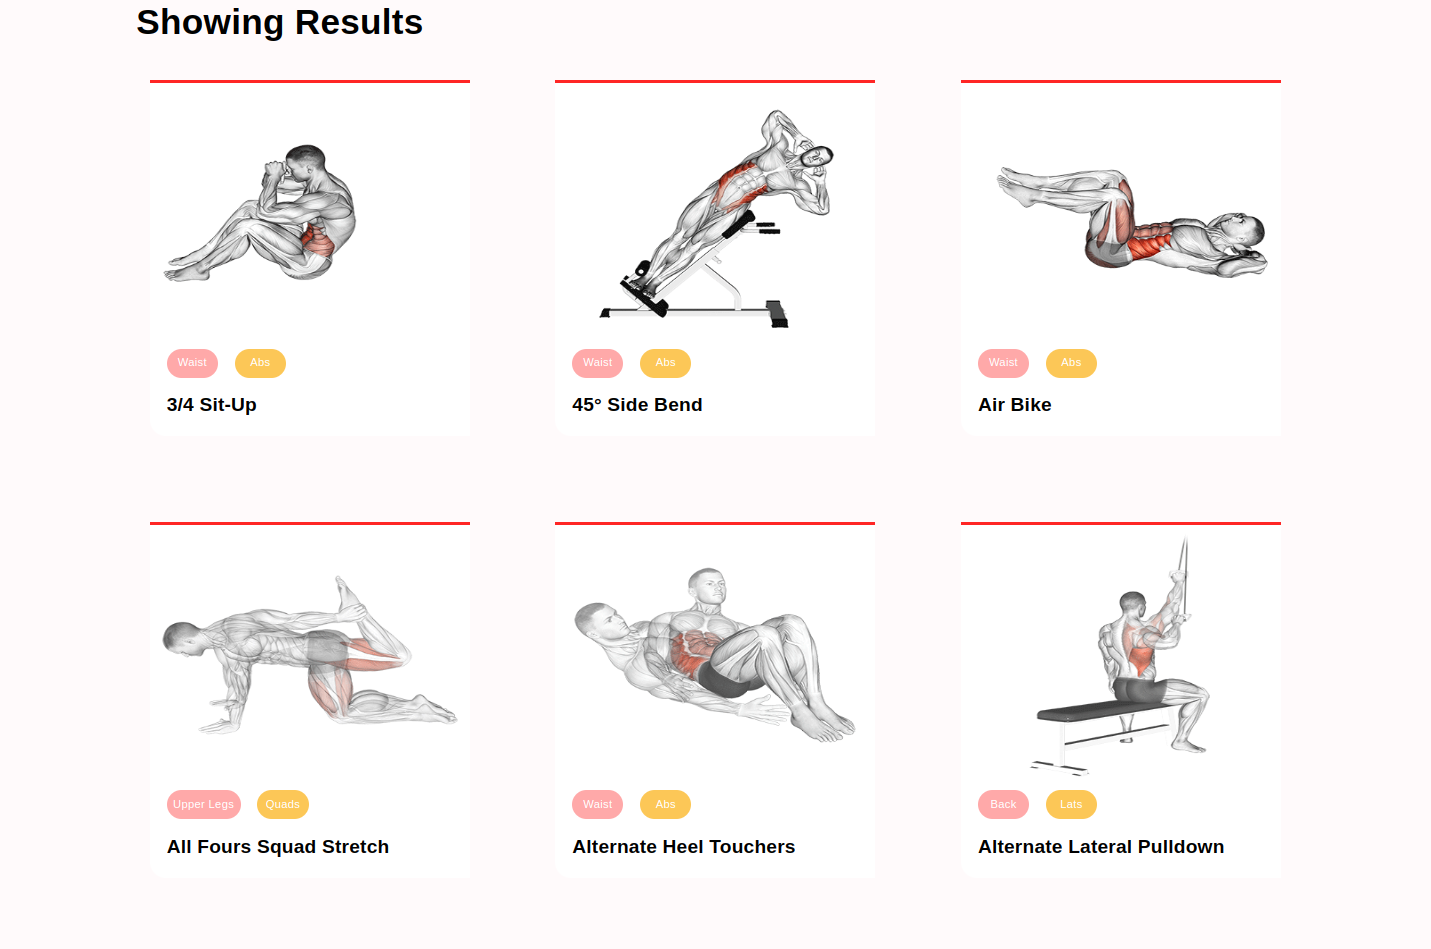 Showing Results
Waist Abs
3/4 Sit-Up
Waist Abs
45° Side Bend
Waist Abs
Air Bike
Upper Legs Quads
All Fours Squad Stretch
Waist Abs
Alternate Heel Touchers
Back Lats
Alternate Lateral Pulldown